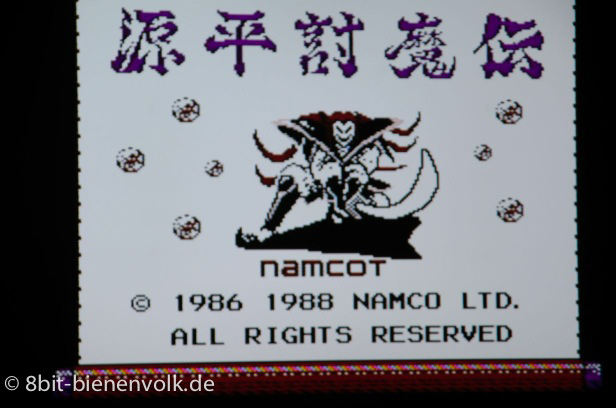 源平討魔伝
namcot
© 1986 1988 NAMCO LTD.
ALL RIGHTS RESERVED
© 8bit-bienenvolk.de